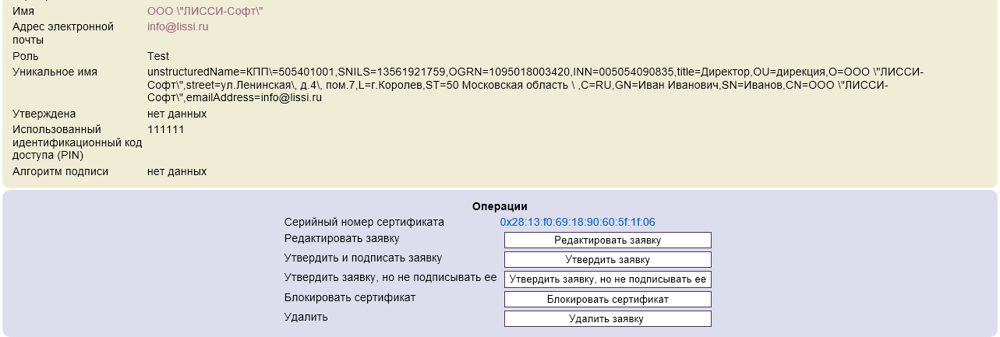 Имя ООО \"ЛИССИ-Софт\"
Адрес электронной почты info@lissi.ru
Роль Test
Уникальное имя unstructuredName=КПП\=505401001,SNILS=13561921759,OGRN=1095018003420,INN=005054090835,title=Директор,OU=дирекция,O=ООО \"ЛИССИ-
Софт\",street=ул.Ленинская\, д.4\, пом.7,L=г.Королев,ST=50 Московская область \ ,C=RU,GN=Иван Иванович,SN=Иванов,CN=ООО \"ЛИССИ-
Софт\",emailAddress=info@lissi.ru
Утверждена нет данных
Использованный 111111
идентификационный код
доступа (PIN)
Алгоритм подписи нет данных
Операции
Серийный номер сертификата 0x28:13:f0:69:18:90:60:5f:1f:06
Редактировать заявку Редактировать заявку
Утвердить и подписать заявку Утвердить заявку
Утвердить заявку, но не подписывать ее Утвердить заявку, но не подписывать ее
Блокировать сертификат Блокировать сертификат
Удалить Удалить заявку